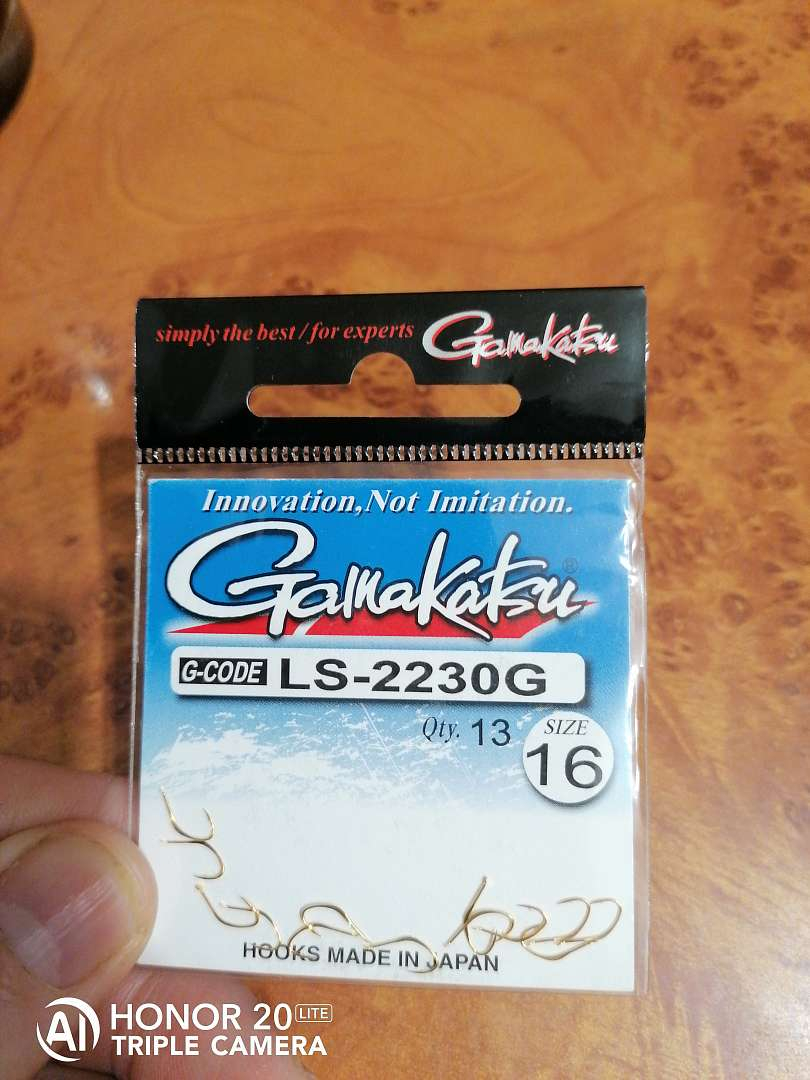 simply the best / for experts Gamakatsu
Innovation,Not Imitation.
Gamakatsu®
G-CODE LS-2230G
Qty. 13 SIZE
16
HOOKS MADE IN JAPAN
AI HONOR 20 LITE
TRIPLE CAMERA